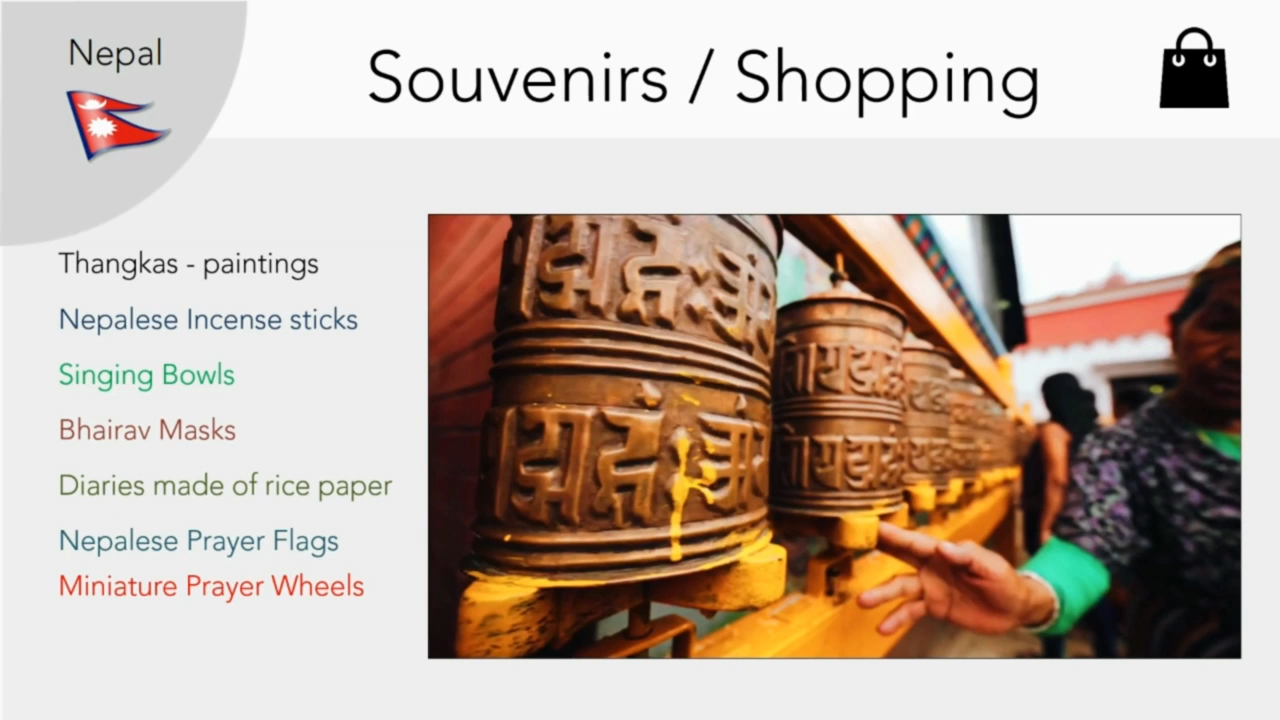 Nepal
Souvenirs / Shopping
Thangkas - paintings
Nepalese Incense sticks
Singing Bowls
Bhairav Masks
Diaries made of rice paper
Nepalese Prayer Flags
Miniature Prayer Wheels